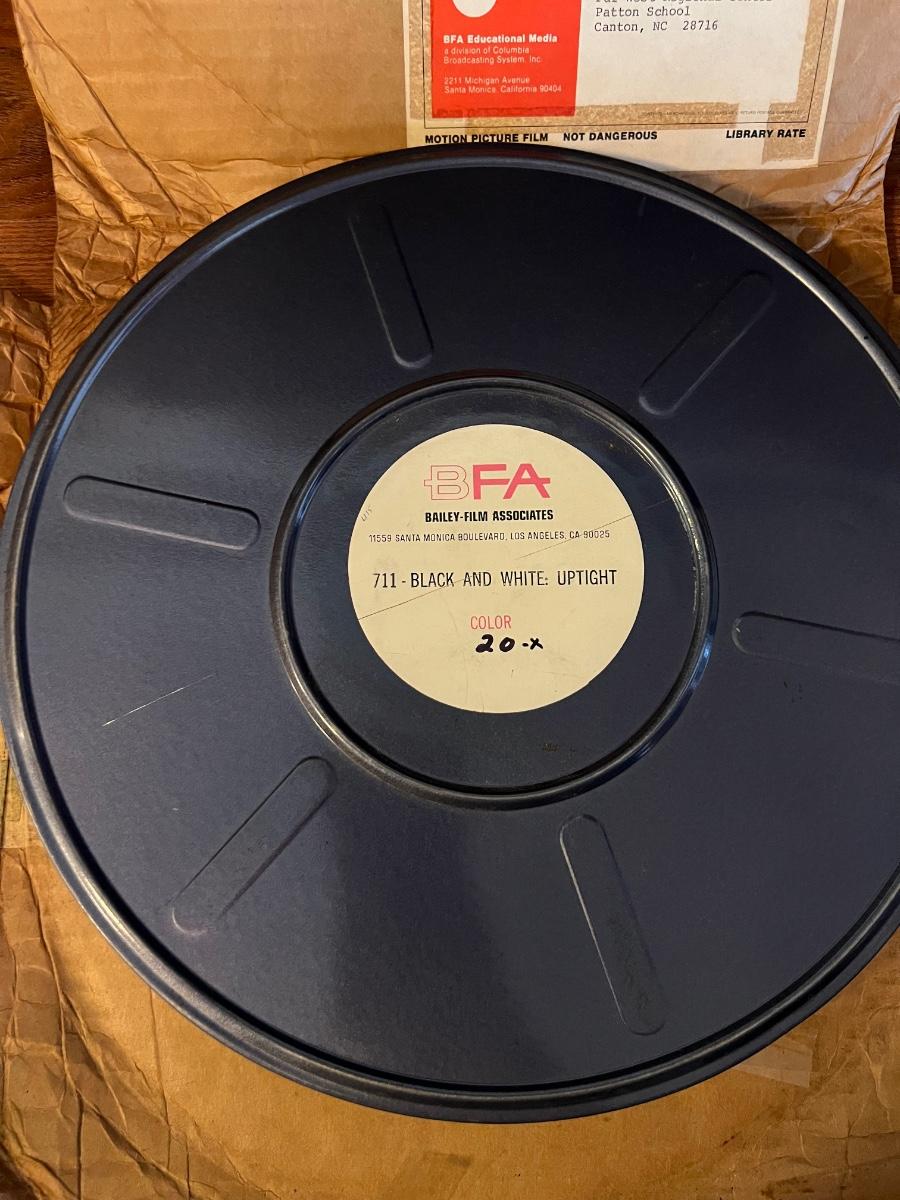 BFA Educational Media
a division of Columbia
Broadcasting System, Inc.
2211 Michigan Avenue
Santa Monica, California 90404
Patton School
Canton, NC 28716
MOTION PICTURE FILM NOT DANGEROUS LIBRARY RATE
BFA
BAILEY-FILM ASSOCIATES
11559 SANTA MONICA BOULEVARD, LOS ANGELES, CA 90025
711 - BLACK AND WHITE: UPTIGHT
COLOR
20-x